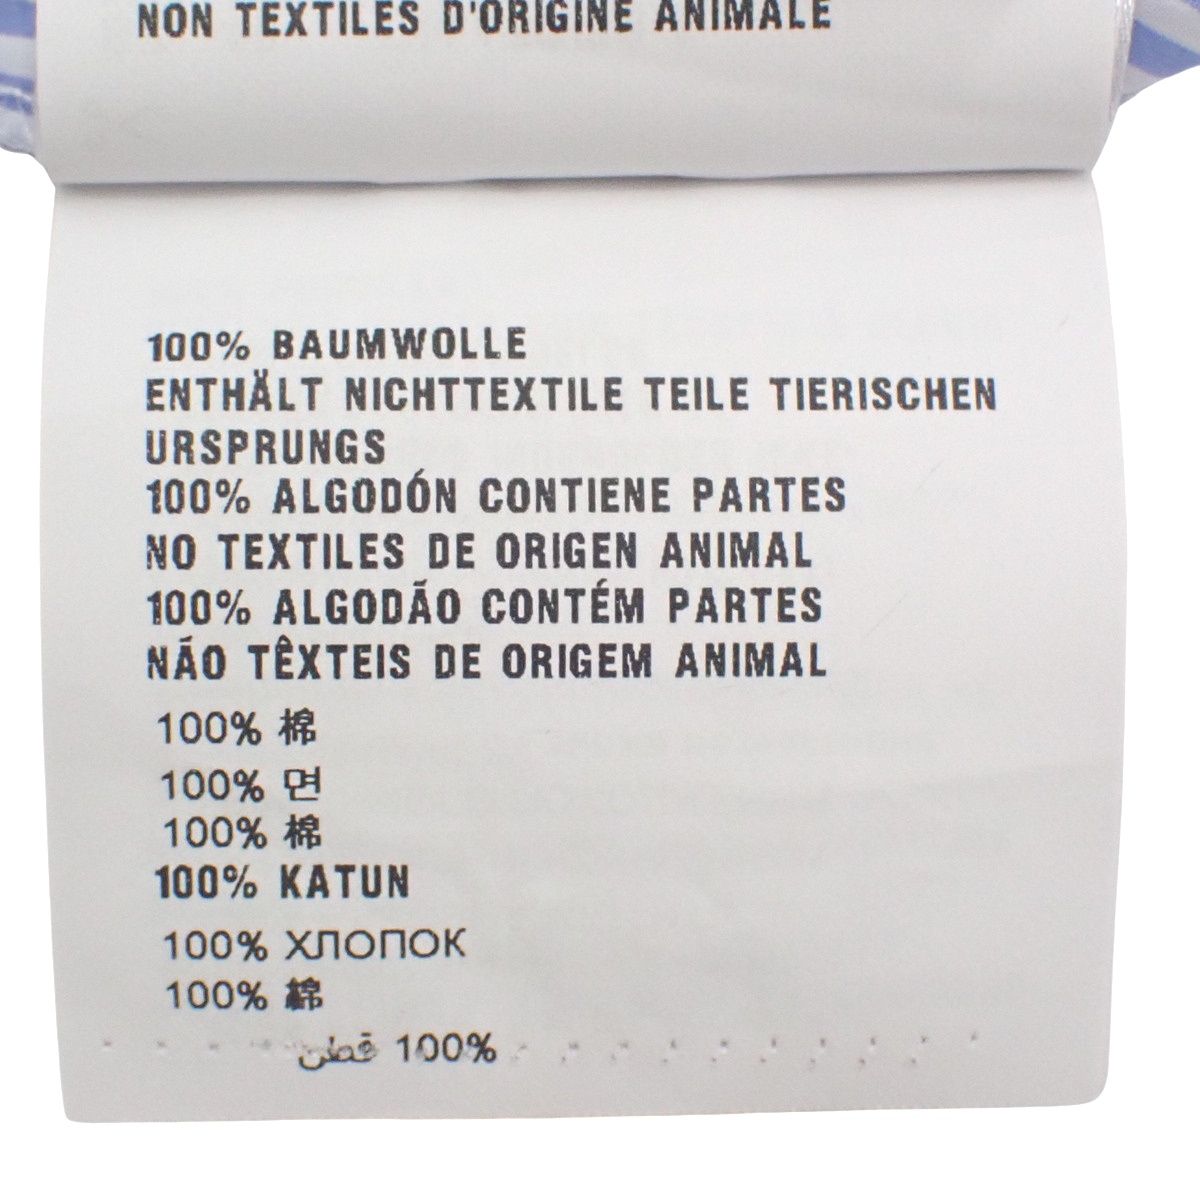 NON TEXTILES D'ORIGINE ANIMALE
100% BAUMWOLLE
ENTHÄLT NICHTTEXTILE TEILE TIERISCHEN
URSPRUNGS
100% ALGODÓN CONTIENE PARTES
NO TEXTILES DE ORIGEN ANIMAL
100% ALGODÃO CONTÉM PARTES
NÃO TÊXTEIS DE ORIGEM ANIMAL
100% 棉
100% 면
100% 棉
100% KATUN
100% ХЛОПОК
100% 綿
100% قطن